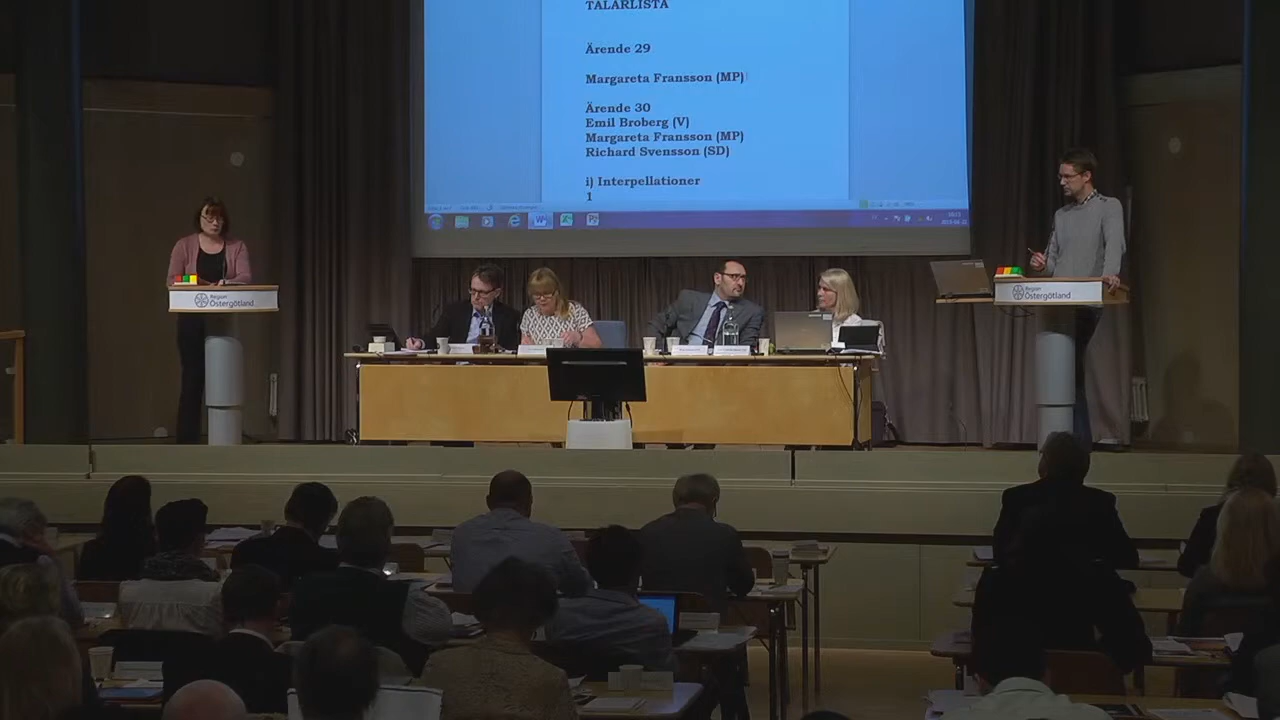 TALARLISTA
Ärende 29
Margareta Fransson (MP)
Ärende 30
Emil Broberg (V)
Margareta Fransson (MP)
Richard Svensson (SD)
i) Interpellationer
1
Region
Östergötland
Region
Östergötland